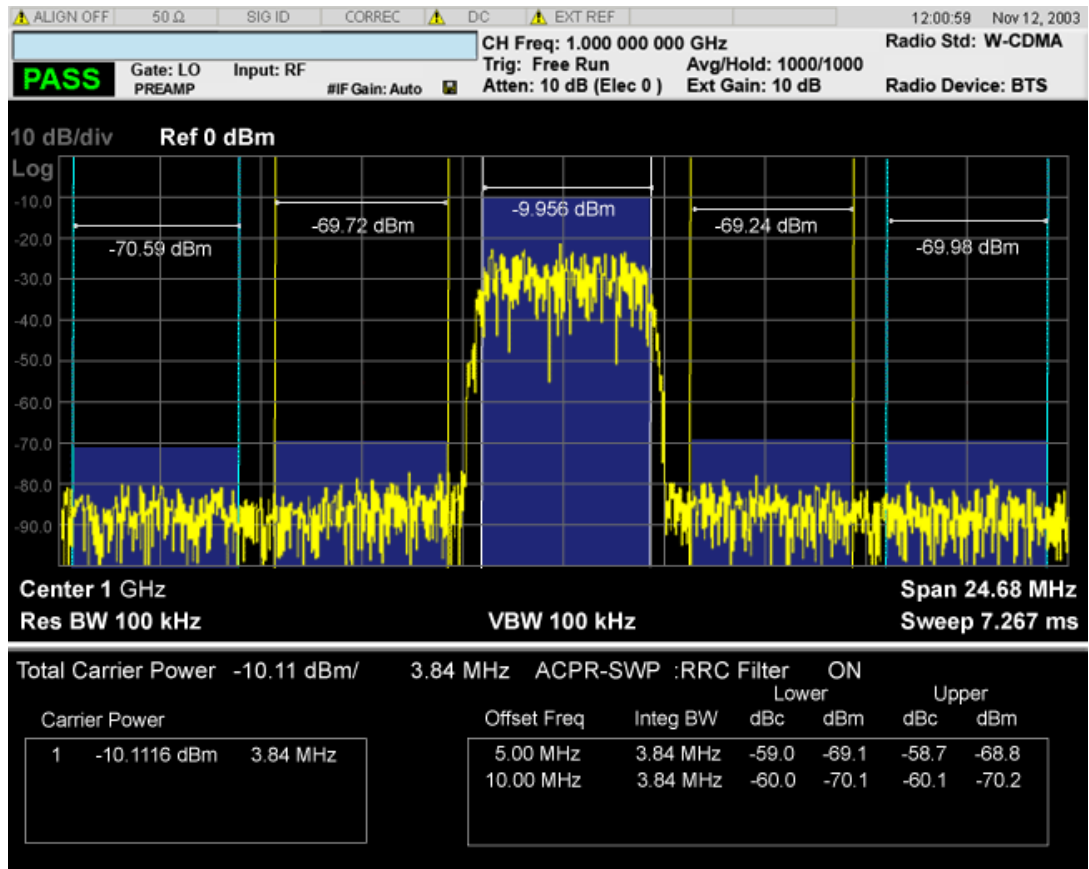 ALIGN OFF 50 Ω SIG ID CORREC DC EXT REF 12:00:59 Nov 12, 2003
CH Freq: 1.000 000 000 GHz Radio Std: W-CDMA
PASS Gate: LO Input: RF Trig: Free Run Avg/Hold: 1000/1000
PREAMP #IF Gain: Auto Atten: 10 dB (Elec 0 ) Ext Gain: 10 dB Radio Device: BTS
10 dB/div Ref 0 dBm
Log
-10.0
-20.0
-30.0
-40.0
-50.0
-60.0
-70.0
-80.0
-90.0
-70.59 dBm -69.72 dBm -9.956 dBm -69.24 dBm -69.98 dBm
Center 1 GHz Span 24.68 MHz
Res BW 100 kHz VBW 100 kHz Sweep 7.267 ms
Total Carrier Power -10.11 dBm/ 3.84 MHz ACPR-SWP :RRC Filter ON
Lower Upper
Carrier Power Offset Freq Integ BW dBc dBm dBc dBm
1 -10.1116 dBm 3.84 MHz 5.00 MHz 3.84 MHz -59.0 -69.1 -58.7 -68.8
10.00 MHz 3.84 MHz -60.0 -70.1 -60.1 -70.2